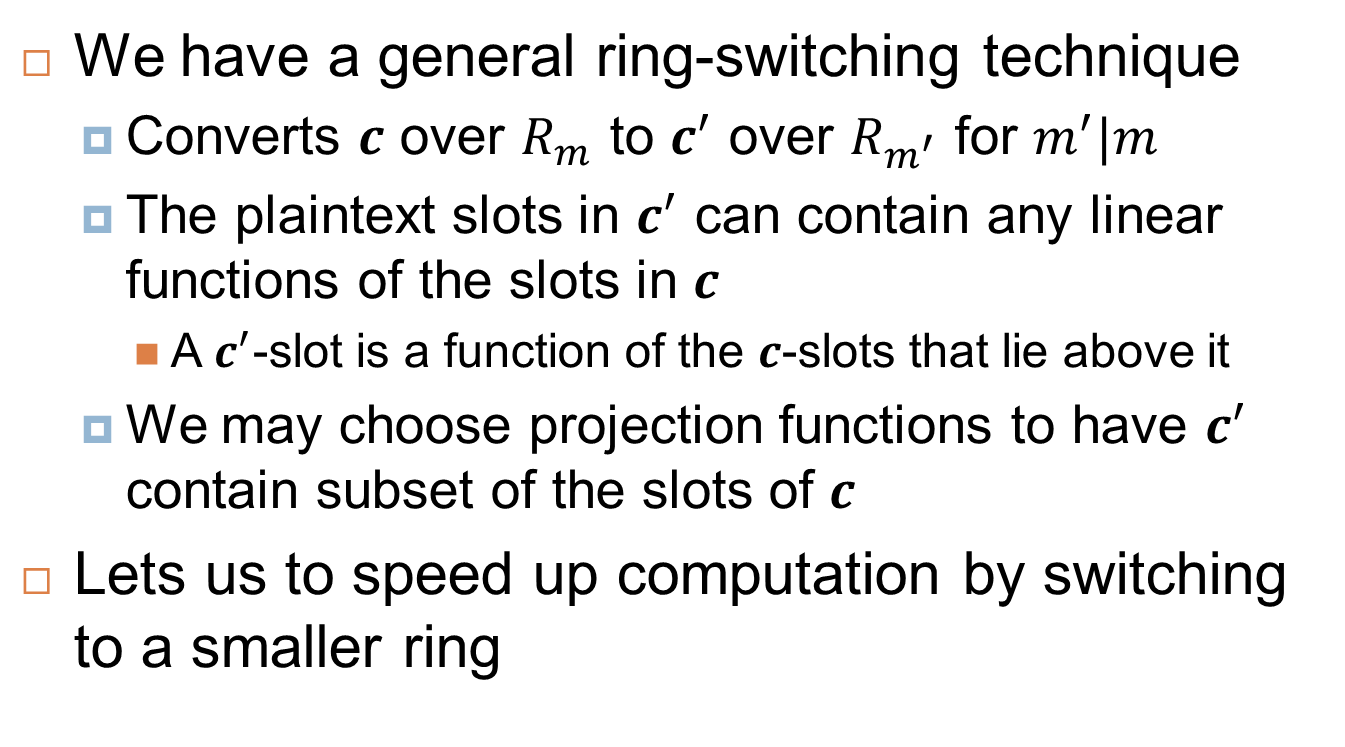 We have a general ring-switching technique
Converts c over R_m to c′ over R_m′ for m′|m
The plaintext slots in c′ can contain any linear
functions of the slots in c
A c′-slot is a function of the c-slots that lie above it
We may choose projection functions to have c′
contain subset of the slots of c
Lets us to speed up computation by switching
to a smaller ring